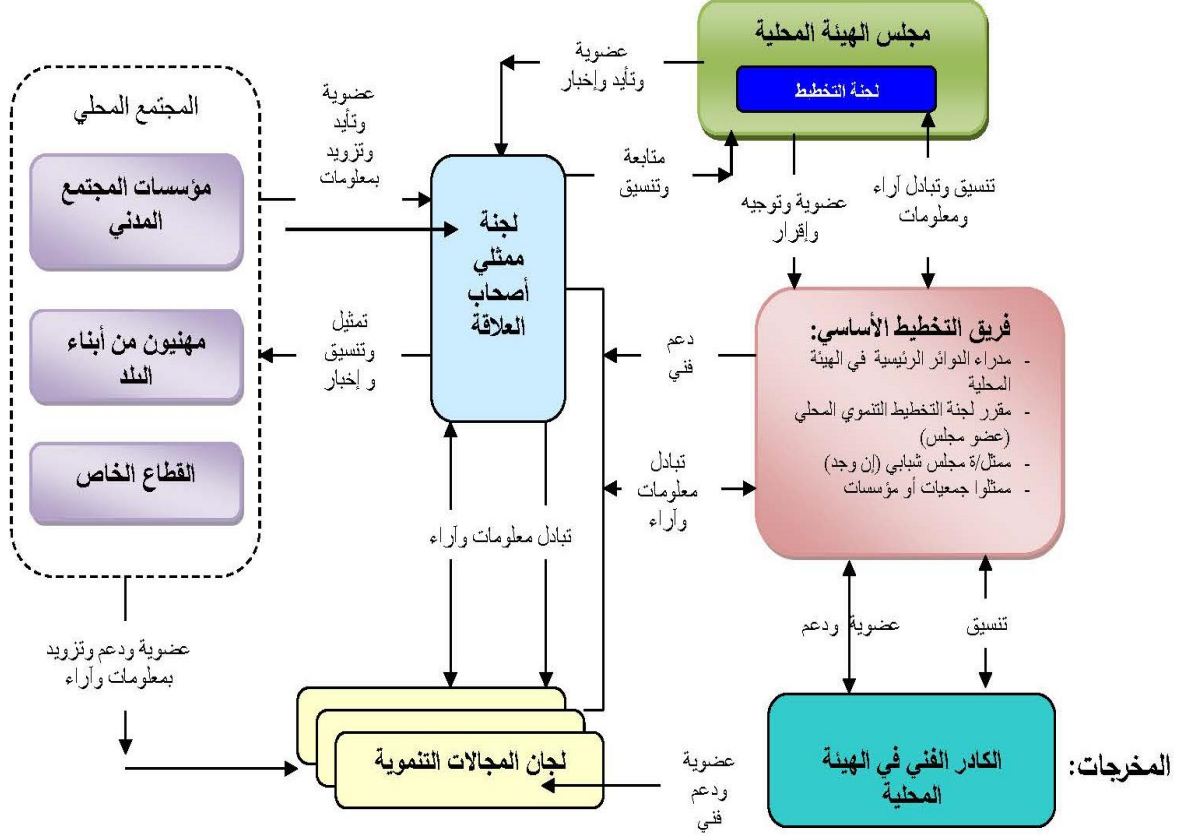 مجلس الهيئة المحلية
لجنة التخطيط
عضوية
وتأيد وإخبار
المجتمع المحلي
مؤسسات المجتمع
المدني
مهنيون من أبناء
البلد
القطاع الخاص
عضوية
وتأيد
وتزويد
بمعلومات
لجنة
ممثلي
أصحاب
العلاقة
متابعة
وتنسيق
عضوية وتوجيه
وإقرار
تنسيق وتبادل آراء
ومعلومات
تمثيل
وتنسيق
و إخبار
دعم
فني
فريق التخطيط الأساسي:
- مدراء الدوائر الرئيسية في الهيئة
المحلية
- مقرر لجنة التخطيط التنموي المحلي
(عضو مجلس)
- ممثل/ة مجلس شبابي (إن وجد)
- ممثلوا جمعيات أو مؤسسات
تبادل
معلومات
وآراء
تبادل معلومات وآراء
عضوية ودعم
تنسيق
عضوية ودعم وتزويد
بمعلومات وآراء
لجان المجالات التنموية
عضوية
ودعم
فني
الكادر الفني في الهيئة
المحلية
المخرجات: